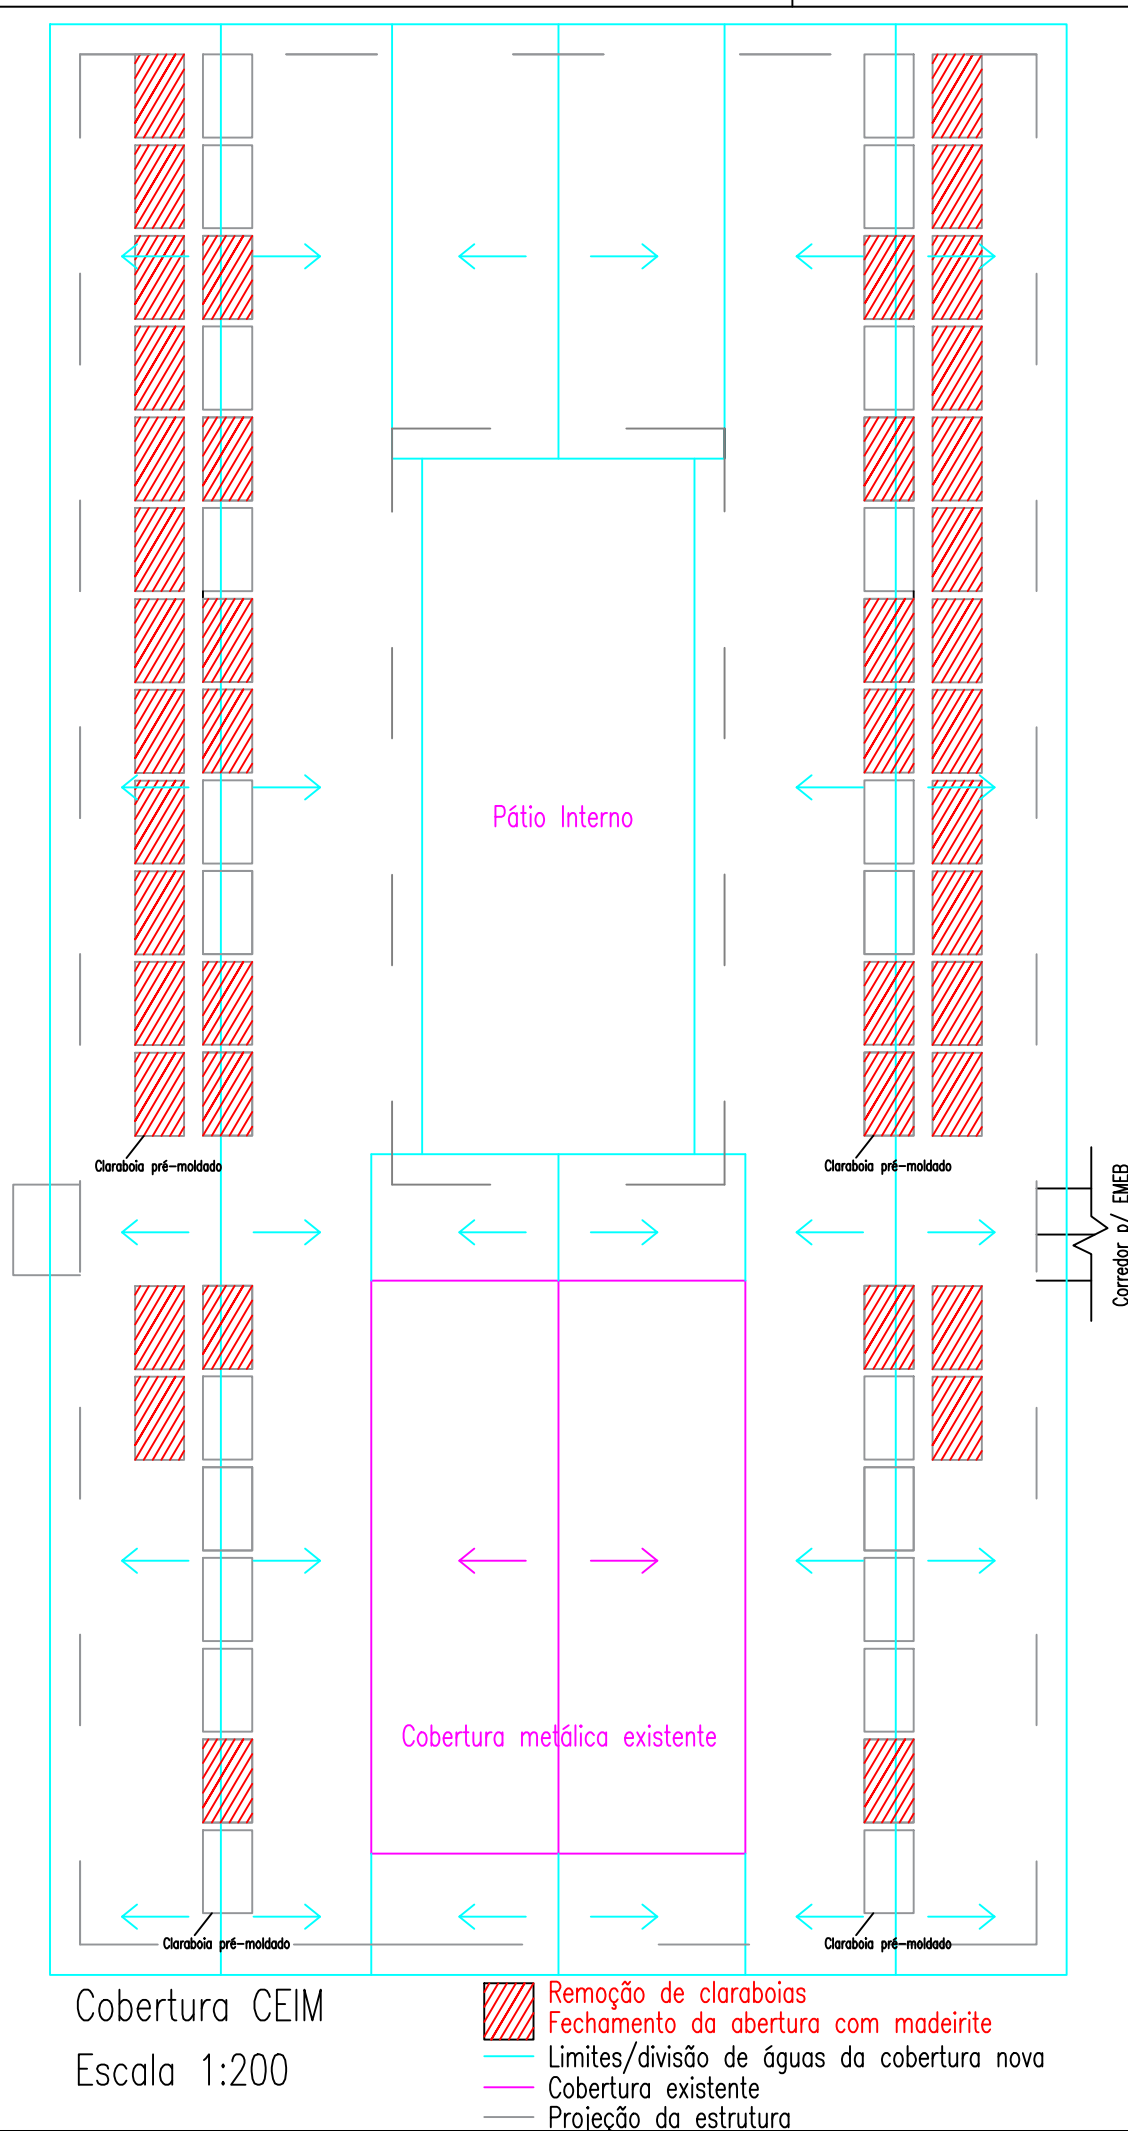 Pátio Interno
Claraboia pré-moldado
Claraboia pré-moldado
Corredor p/ EMEB
Cobertura metálica existente
Claraboia pré-moldado
Claraboia pré-moldado
Cobertura CEIM
Escala 1:200
Remoção de claraboias
Fechamento da abertura com madeirite
Limites/divisão de águas da cobertura nova
Cobertura existente
Projeção da estrutura